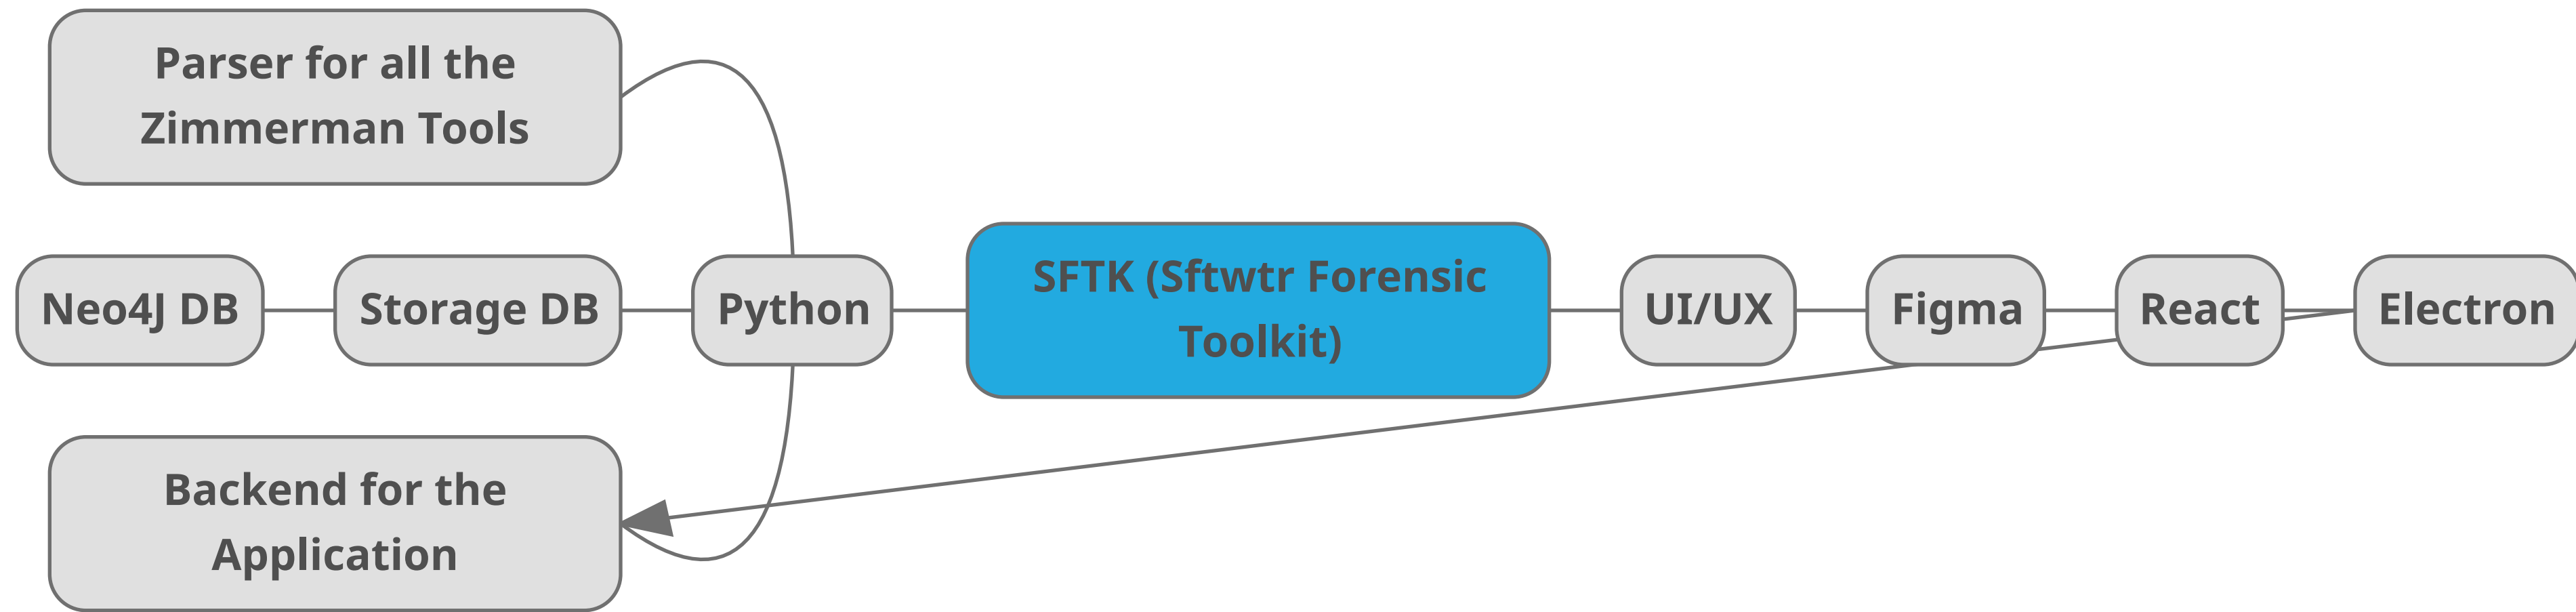 Parser for all the
Zimmerman Tools
Neo4J DB
Storage DB
Python
SFTK (Sftwtr Forensic
Toolkit)
UI/UX
Figma
React
Electron
Backend for the
Application